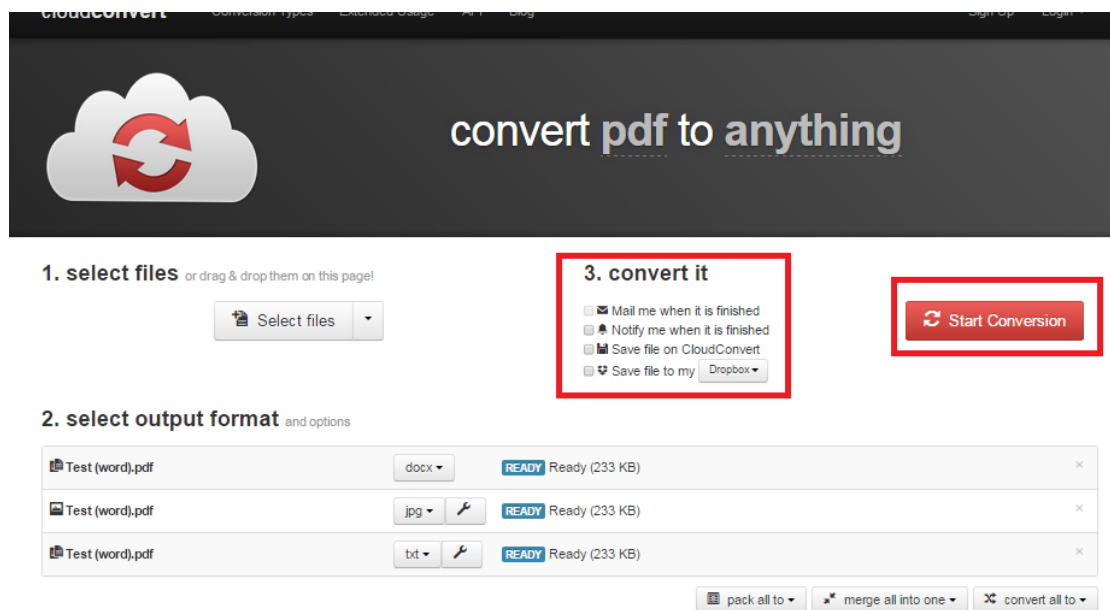 cloudconvert Conversion Types Extended Usage API Blog Sign Up Login
convert pdf to anything
1. select files or drag & drop them on this page!
Select files
3. convert it
Mail me when it is finished
Notify me when it is finished
Save file on CloudConvert
Save file to my Dropbox
Start Conversion
2. select output format and options
Test (word).pdf docx READY Ready (233 KB) ×
Test (word).pdf jpg READY Ready (233 KB) ×
Test (word).pdf txt READY Ready (233 KB) ×
pack all to merge all into one convert all to